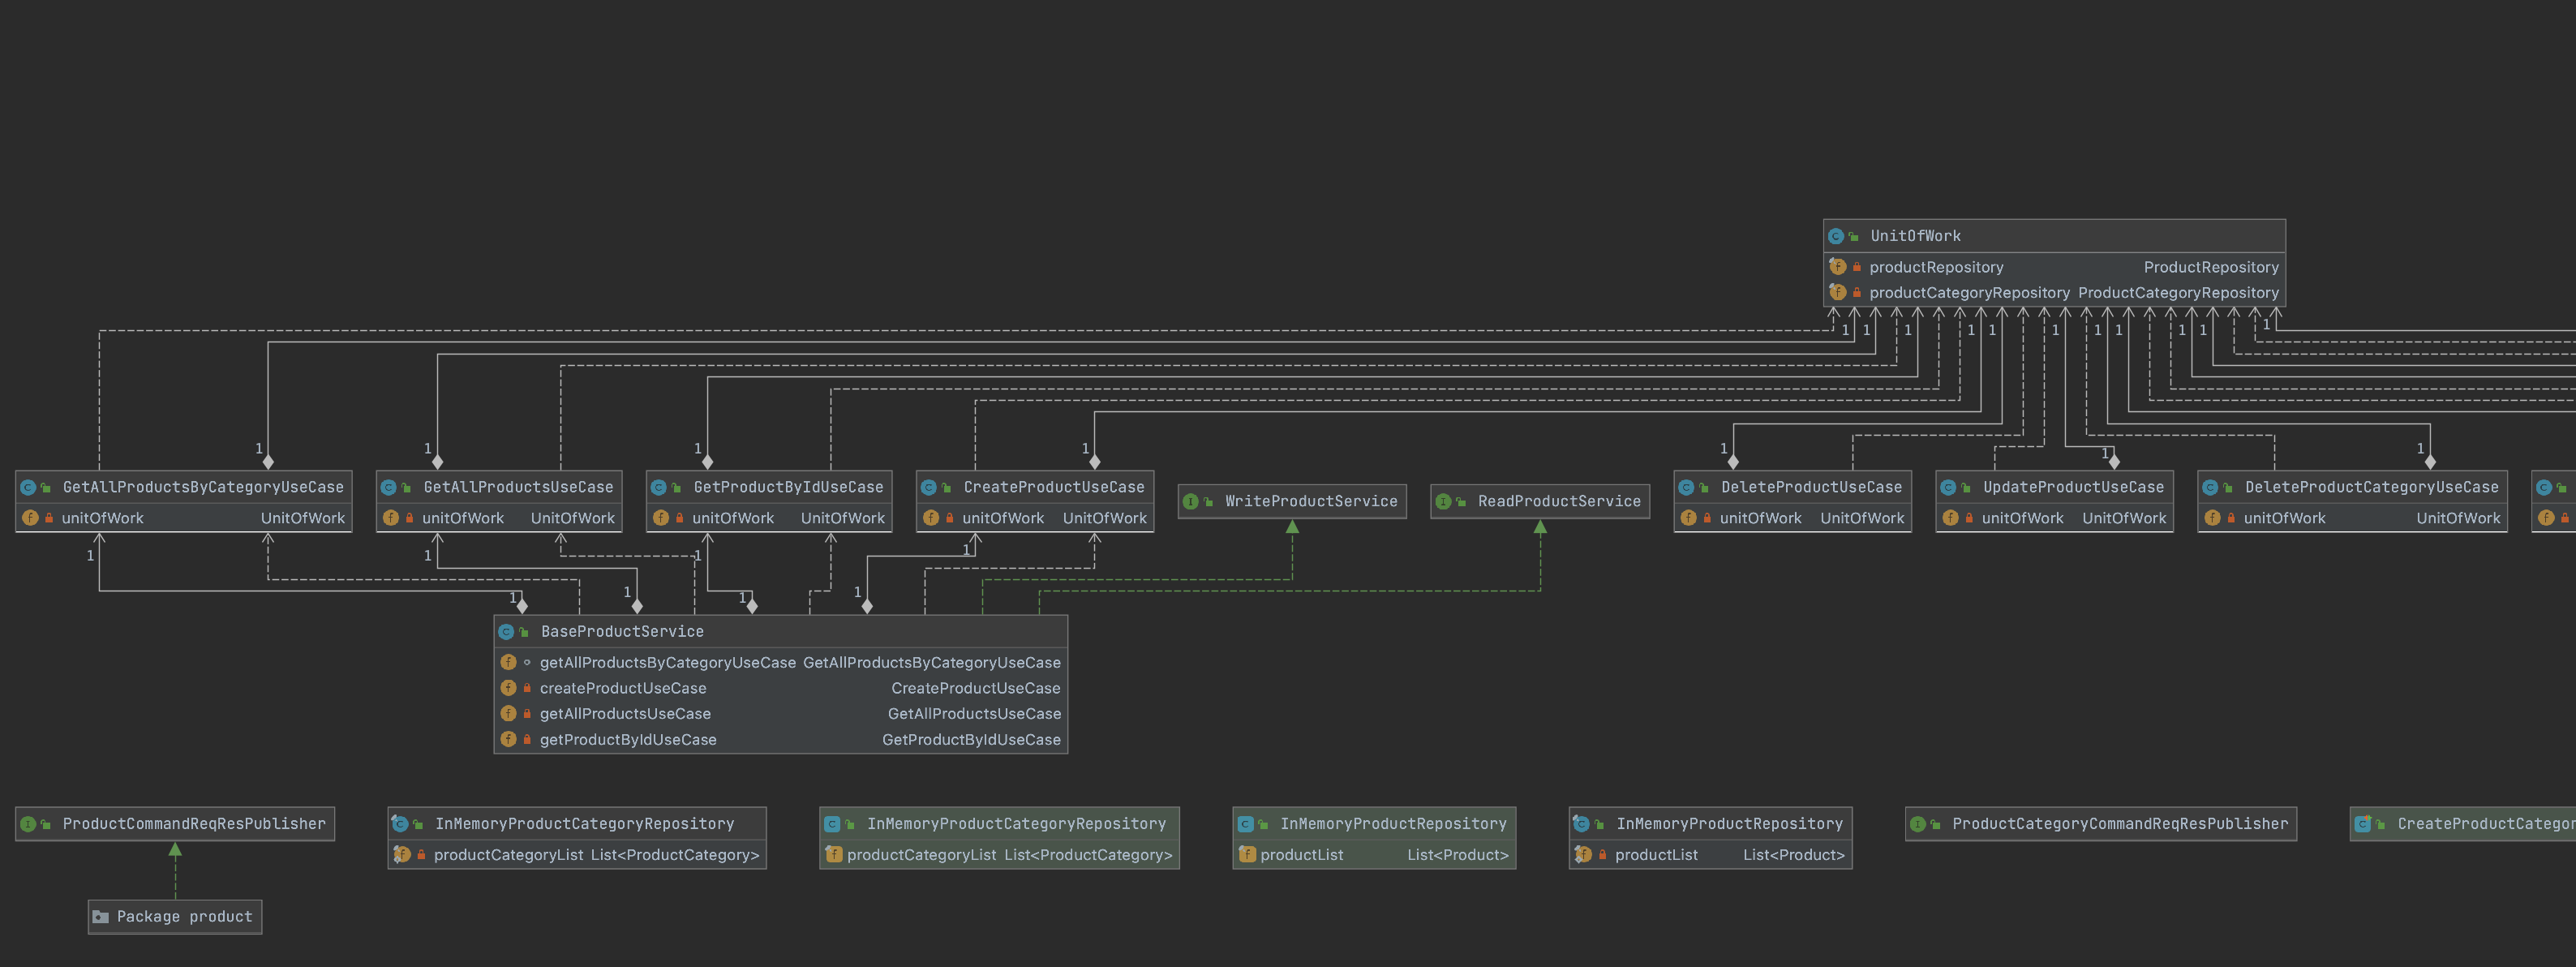 UnitOfWork
productRepository ProductRepository
productCategoryRepository ProductCategoryRepository
1 1 1 1 1 1 1 1 1 1 1
1 1 1 1 1 1 1
GetAllProductsByCategoryUseCase
unitOfWork UnitOfWork
GetAllProductsUseCase
unitOfWork UnitOfWork
GetProductByIdUseCase
unitOfWork UnitOfWork
CreateProductUseCase
unitOfWork UnitOfWork
WriteProductService
ReadProductService
DeleteProductUseCase
unitOfWork UnitOfWork
UpdateProductUseCase
unitOfWork UnitOfWork
DeleteProductCategoryUseCase
unitOfWork UnitOfWork
1 1 1 1
1 1 1 1
BaseProductService
getAllProductsByCategoryUseCase GetAllProductsByCategoryUseCase
createProductUseCase CreateProductUseCase
getAllProductsUseCase GetAllProductsUseCase
getProductByIdUseCase GetProductByIdUseCase
ProductCommandReqResPublisher
InMemoryProductCategoryRepository
productCategoryList List<ProductCategory>
InMemoryProductCategoryRepository
productCategoryList List<ProductCategory>
InMemoryProductRepository
productList List<Product>
InMemoryProductRepository
productList List<Product>
ProductCategoryCommandReqResPublisher
CreateProductCategor
Package product